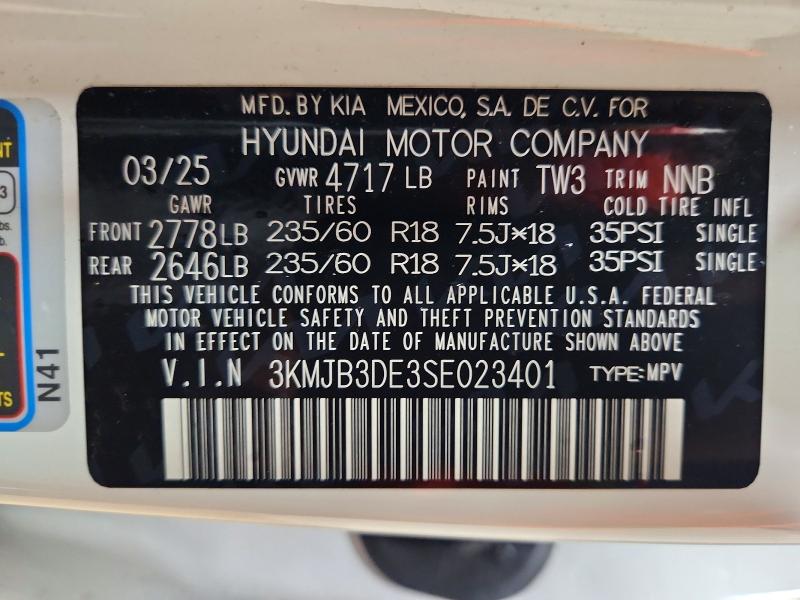 MFD. BY KIA MEXICO, S.A. DE C.V. FOR
HYUNDAI MOTOR COMPANY
03/25 GVWR 4717 LB PAINT TW3 TRIM NNB
GAWR TIRES RIMS COLD TIRE INFL
FRONT 2778LB 235/60 R18 7.5J×18 35PSI SINGLE
REAR 2646LB 235/60 R18 7.5J×18 35PSI SINGLE
THIS VEHICLE CONFORMS TO ALL APPLICABLE U.S.A. FEDERAL
MOTOR VEHICLE SAFETY AND THEFT PREVENTION STANDARDS
IN EFFECT ON THE DATE OF MANUFACTURE SHOWN ABOVE
V.I.N 3KMJB3DE3SE023401 TYPE:MPV
N41